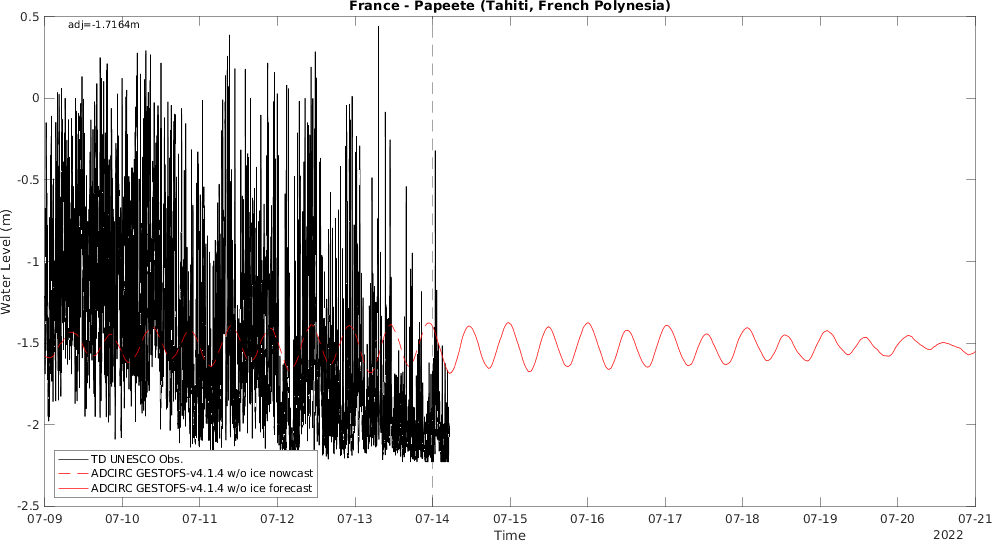 France - Papeete (Tahiti, French Polynesia)
adj=-1.7164m
0.5
0
-0.5
-1
-1.5
-2
-2.5
Water Level (m)
TD UNESCO Obs.
ADCIRC GESTOFS-v4.1.4 w/o ice nowcast
ADCIRC GESTOFS-v4.1.4 w/o ice forecast
07-09 07-10 07-11 07-12 07-13 07-14 07-15 07-16 07-17 07-18 07-19 07-20 07-21
Time
2022